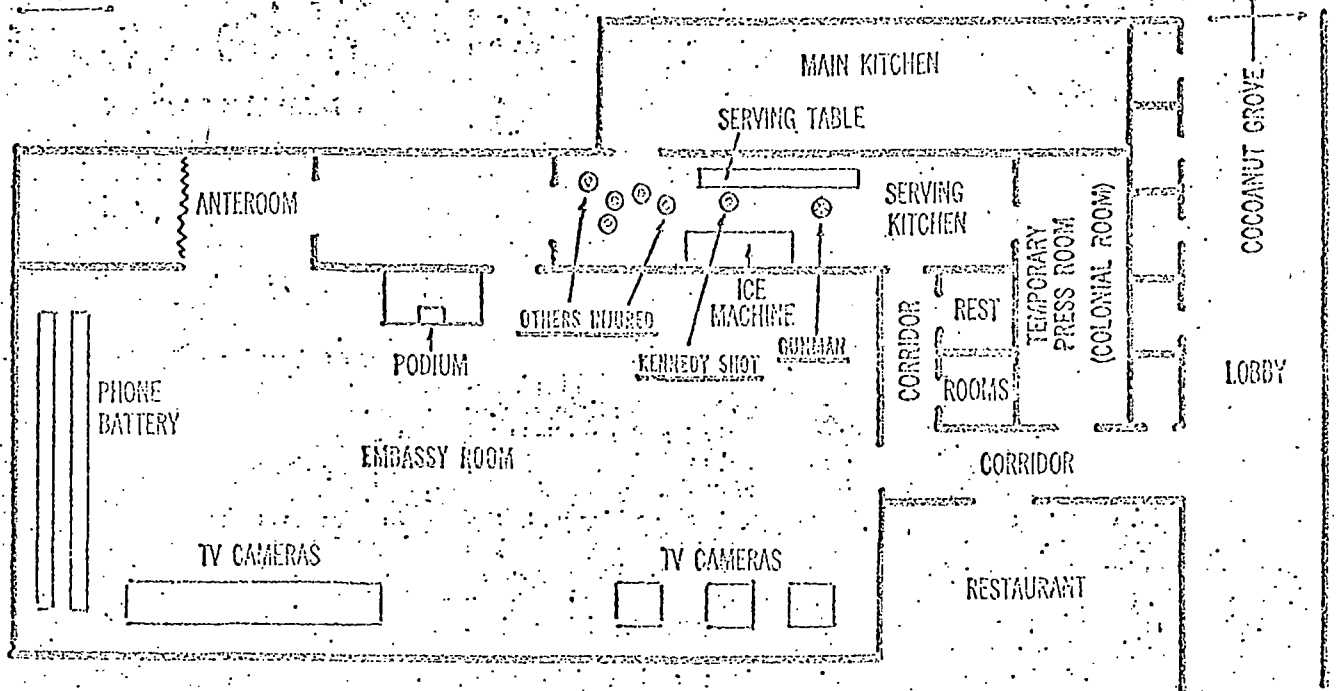 MAIN KITCHEN
SERVING TABLE
COCOANUT GROVE
ANTEROOM
SERVING
KITCHEN
TEMPORARY
PRESS ROOM
(COLONIAL ROOM)
OTHERS INJURED
ICE
MACHINE
KENNEDY SHOT
GUNMAN
PODIUM
CORRIDOR
REST
ROOMS
LOBBY
PHONE
BATTERY
EMBASSY ROOM
CORRIDOR
TV CAMERAS
TV CAMERAS
RESTAURANT